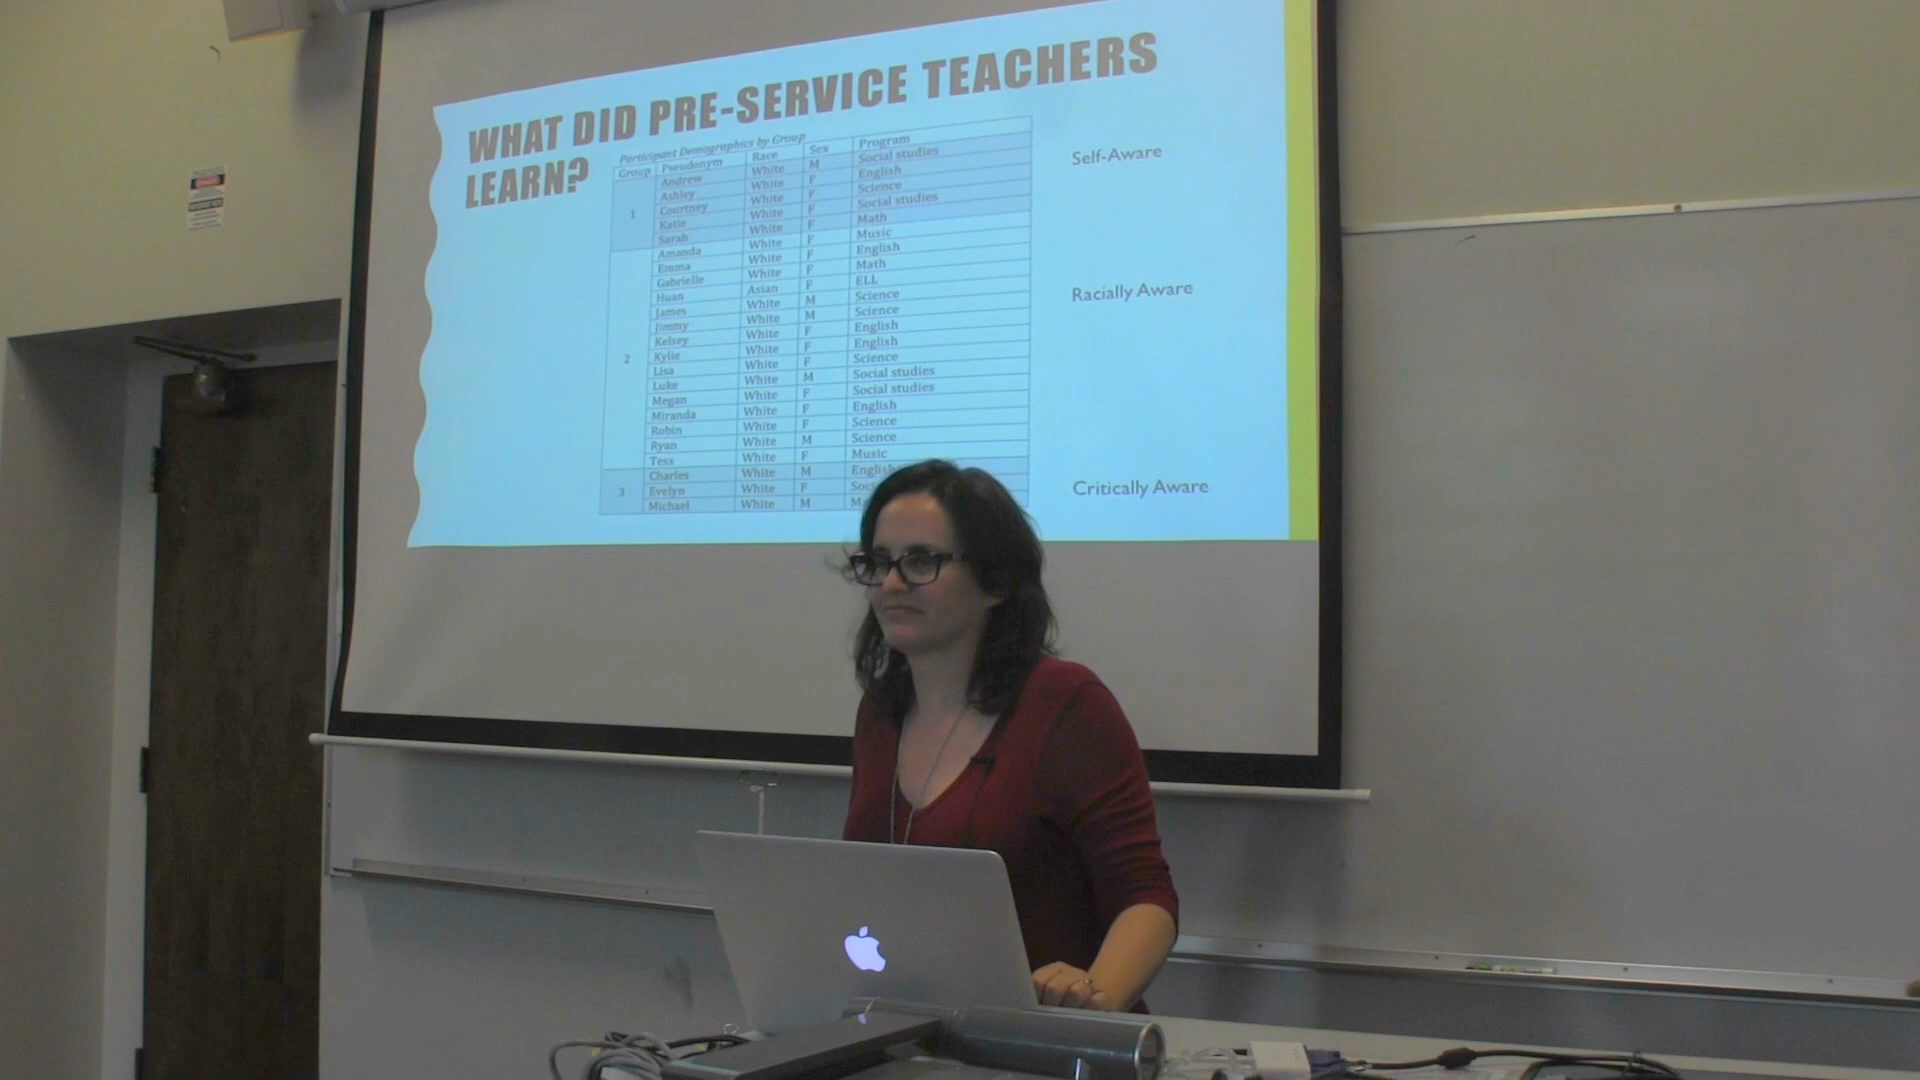 WHAT DID PRE-SERVICE TEACHERS
LEARN?
Participant Demographics by Group
Group Pseudonym Race Sex Program
Andrew White M Social studies
Ashley White F English
1 Courtney White F Science
Katie White F Social studies
Sarah White F Math
Amanda White F Music
Emma White F English
Gabrielle White F Math
Huan Asian F ELL
James White M Science
Jimmy White M Science
Kelsey White F English
2 Kylie White F English
Lisa White F Science
Luke White M Social studies
Megan White F Social studies
Miranda White F English
Robin White F Science
Ryan White M Science
Tess White F Music
Charles White M English
3 Evelyn White F Soc
Michael White M M
Self-Aware
Racially Aware
Critically Aware